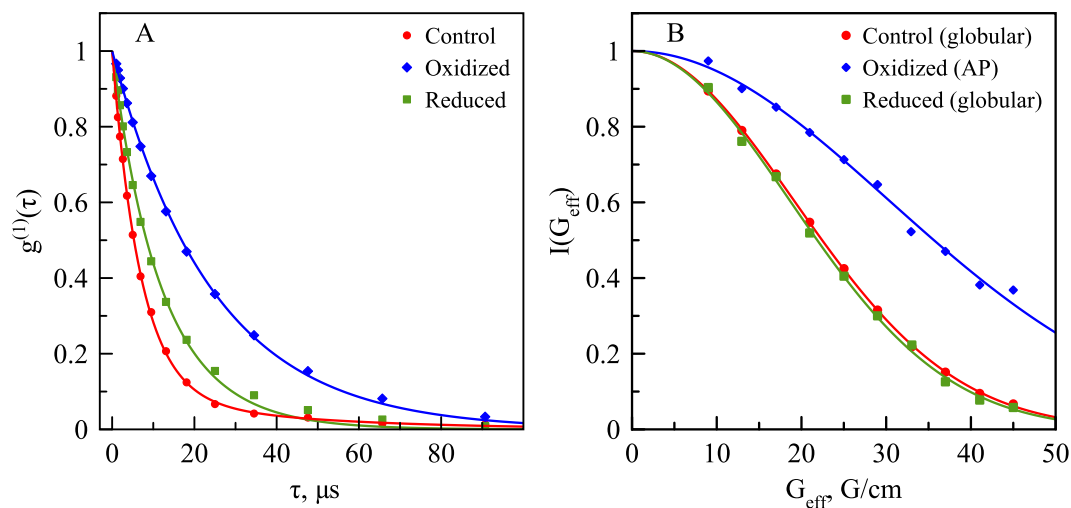 A
Control
Oxidized
Reduced
1
0.8
0.6
0.4
0.2
0
0 20 40 60 80
g(1)(τ)
τ, μs
B
Control (globular)
Oxidized (AP)
Reduced (globular)
1
0.8
0.6
0.4
0.2
0
0 10 20 30 40 50
I(Geff)
Geff, G/cm